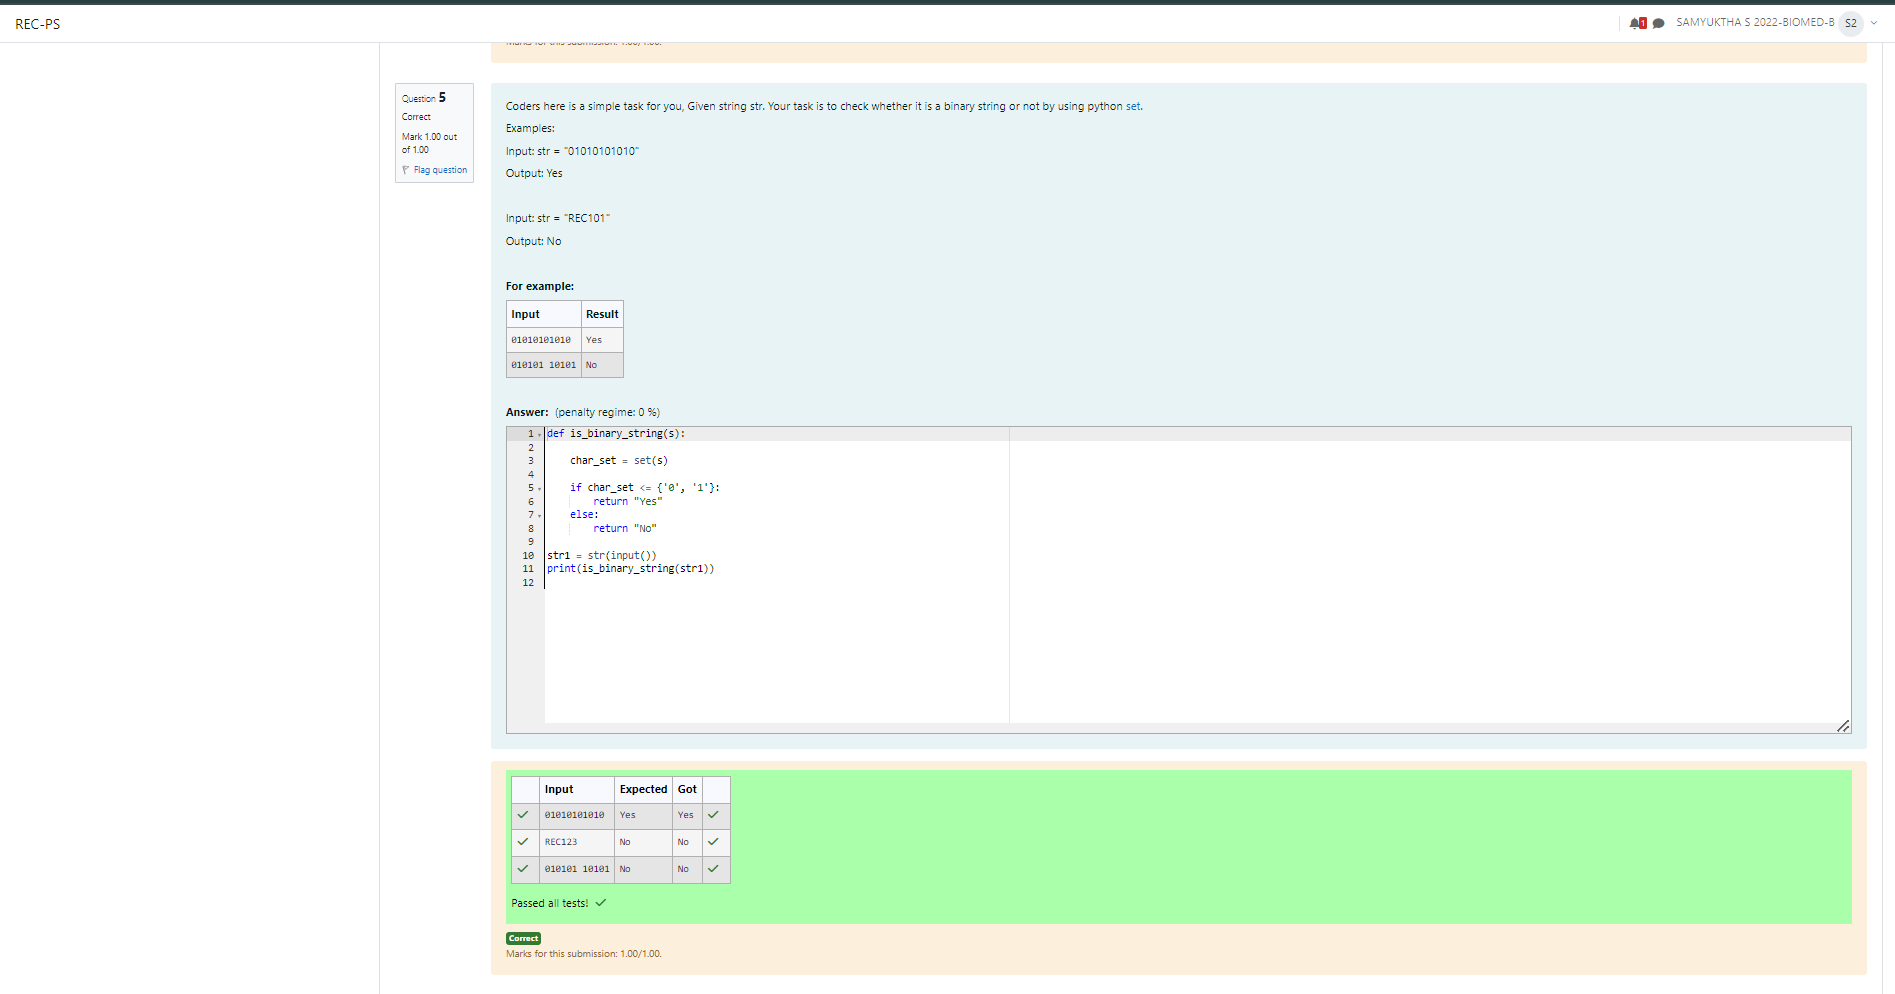 REC-PS
1
SAMYUKTHA S 2022-BIOMED-B
S2
Marks for this submission: 1.00/1.00.
Question 5
Correct
Mark 1.00 out
of 1.00
Flag question
Coders here is a simple task for you, Given string str. Your task is to check whether it is a binary string or not by using python set.
Examples:
Input: str = "01010101010"
Output: Yes
Input: str = "REC101"
Output: No
For example:
Input Result
01010101010 Yes
010101 10101 No
Answer: (penalty regime: 0 %)
1 def is_binary_string(s):
2
3 char_set = set(s)
4
5 if char_set <= {'0', '1'}:
6 return "Yes"
7 else:
8 return "No"
9
10 str1 = str(input())
11 print(is_binary_string(str1))
12
Input Expected Got
01010101010 Yes Yes
REC123 No No
010101 10101 No No
Passed all tests!
Correct
Marks for this submission: 1.00/1.00.